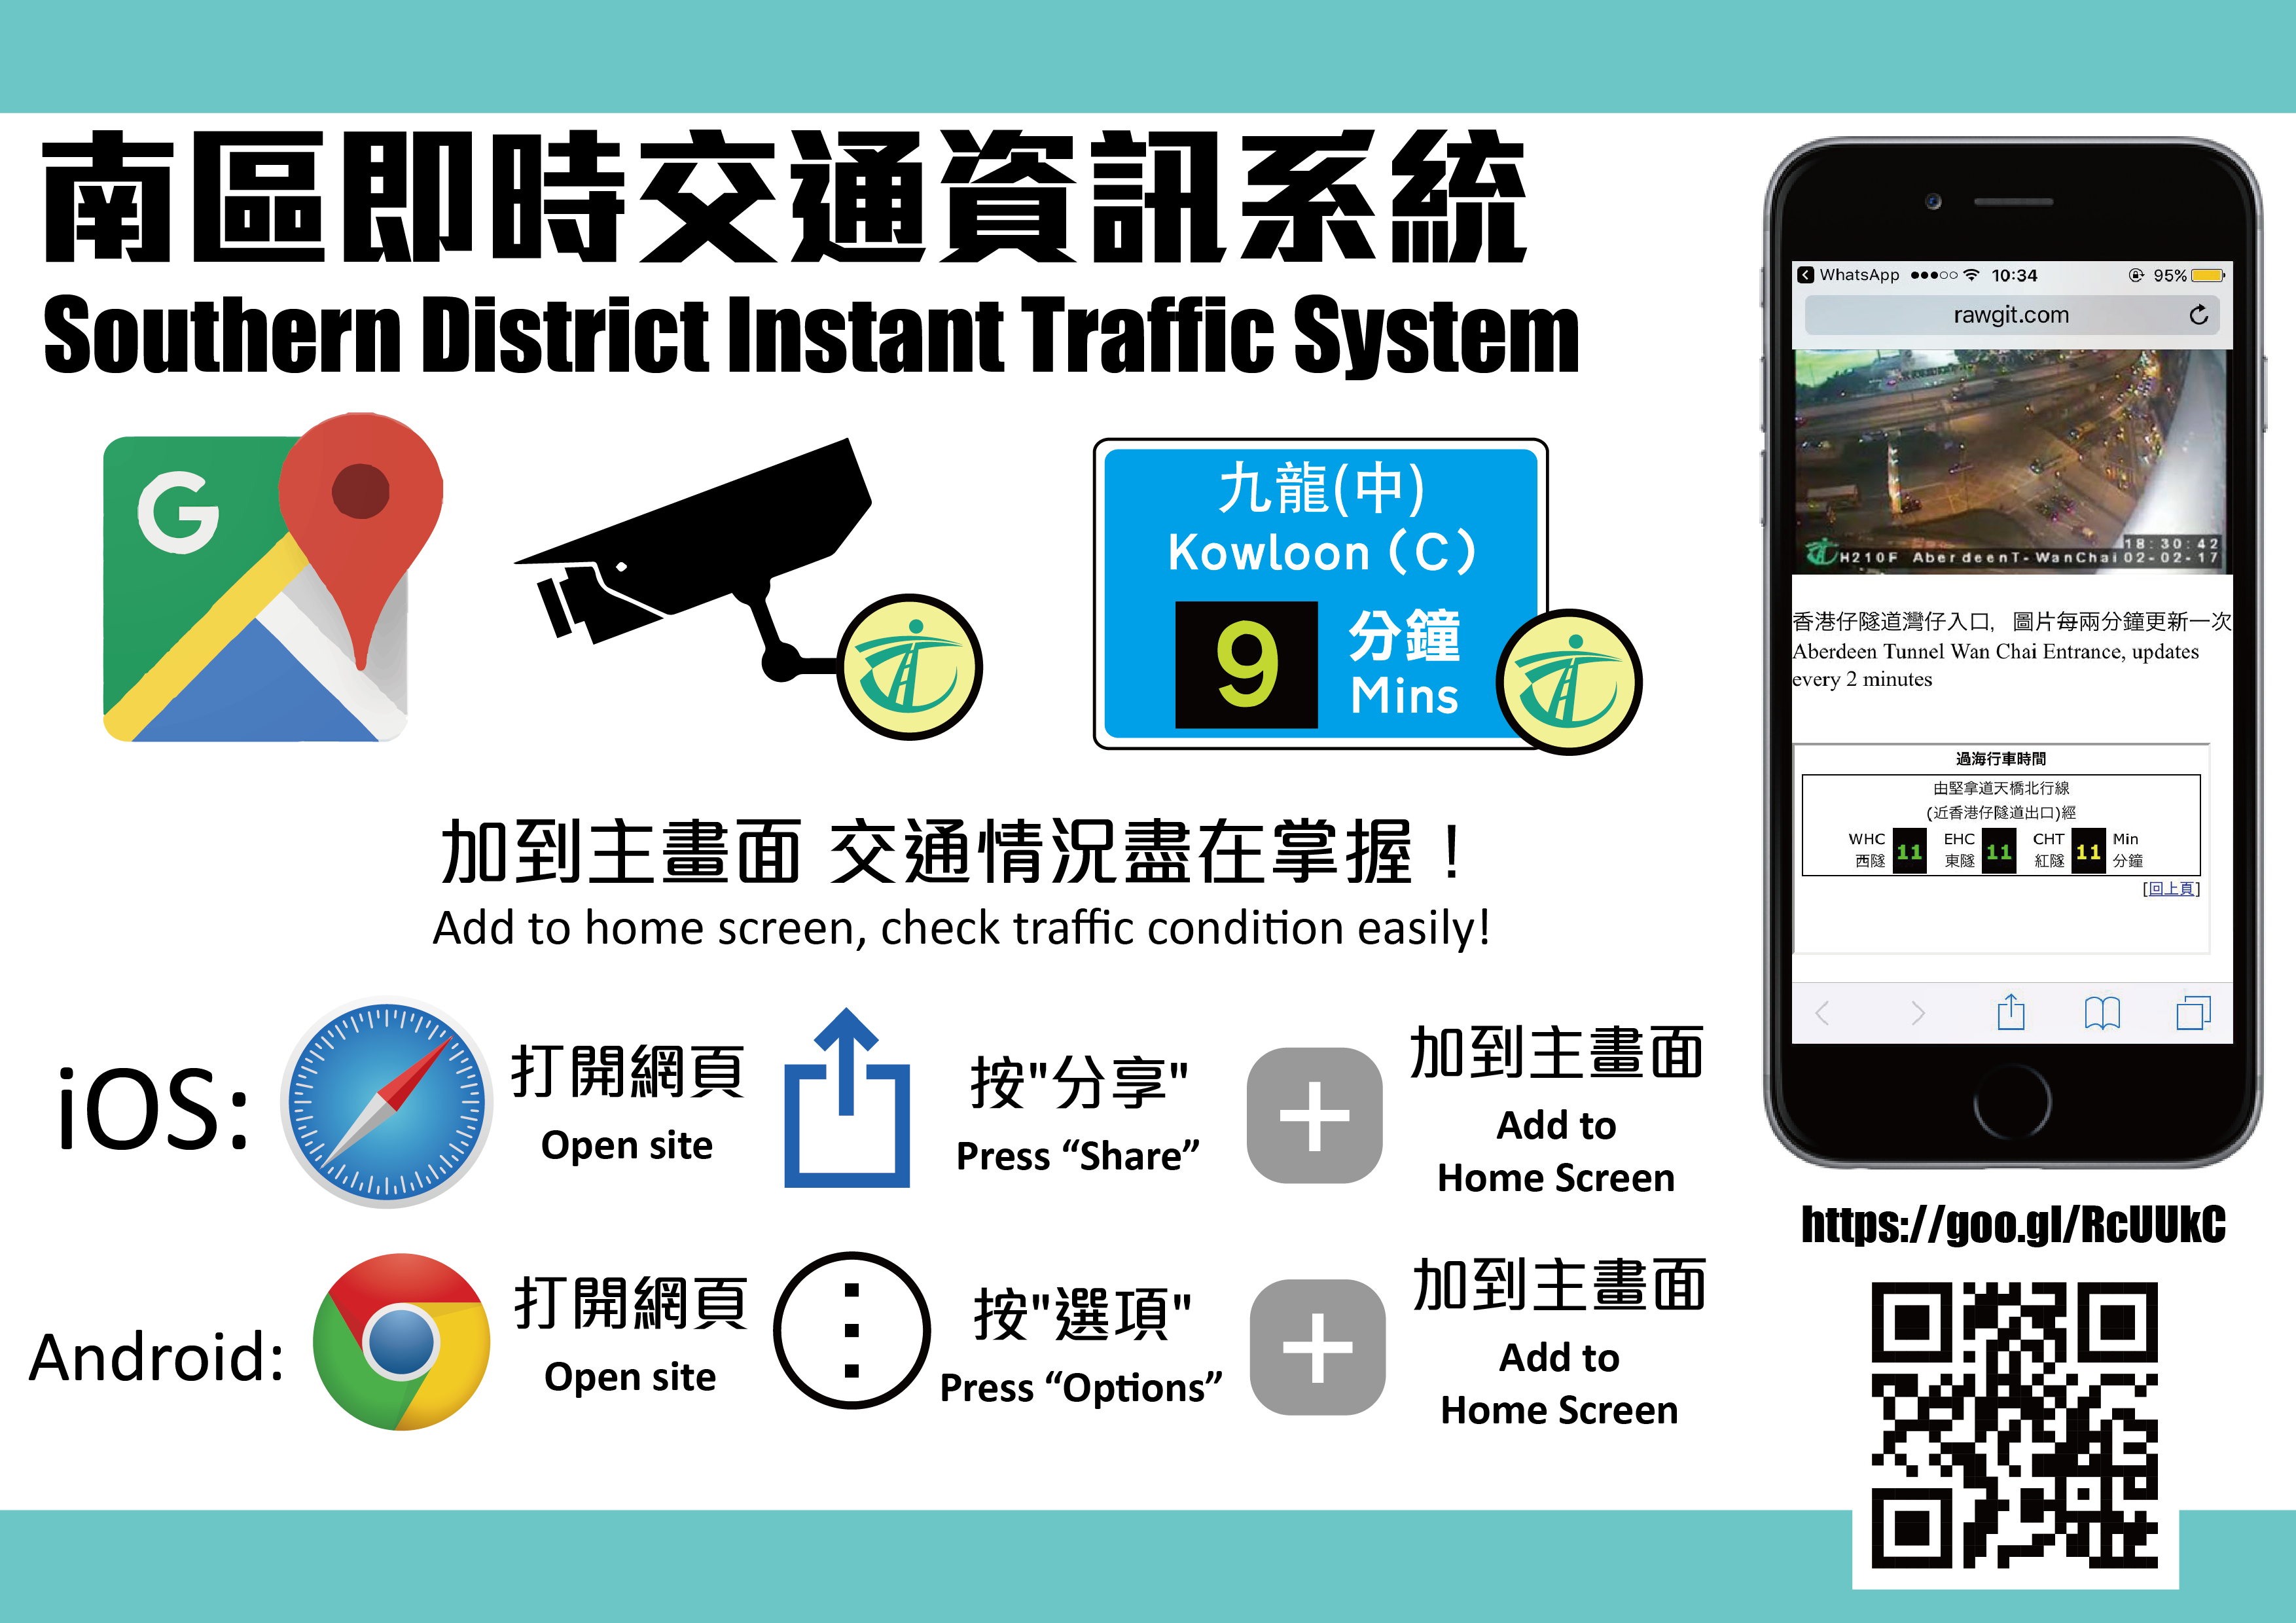 南區即時交通資訊系統
Southern District Instant Traffic System
G
九龍(中)
Kowloon (C)
9
分鐘
Mins
加到主畫面 交通情況盡在掌握！
Add to home screen, check traffic condition easily!
iOS:
打開網頁
Open site
按"分享"
Press “Share”
加到主畫面
Add to
Home Screen
Android:
打開網頁
Open site
按"選項"
Press “Options”
加到主畫面
Add to
Home Screen
WhatsApp 10:34 95%
rawgit.com
18:30:42
H210F AberdeenT-WanChai 02-02-17
香港仔隧道灣仔入口，圖片每兩分鐘更新一次
Aberdeen Tunnel Wan Chai Entrance, updates
every 2 minutes
過海行車時間
由堅拿道天橋北行線
(近香港仔隧道出口)經
WHC 西隧 11 EHC 東隧 11 CHT 紅隧 11 Min 分鐘
[回上頁]
https://goo.gl/RcUUkC